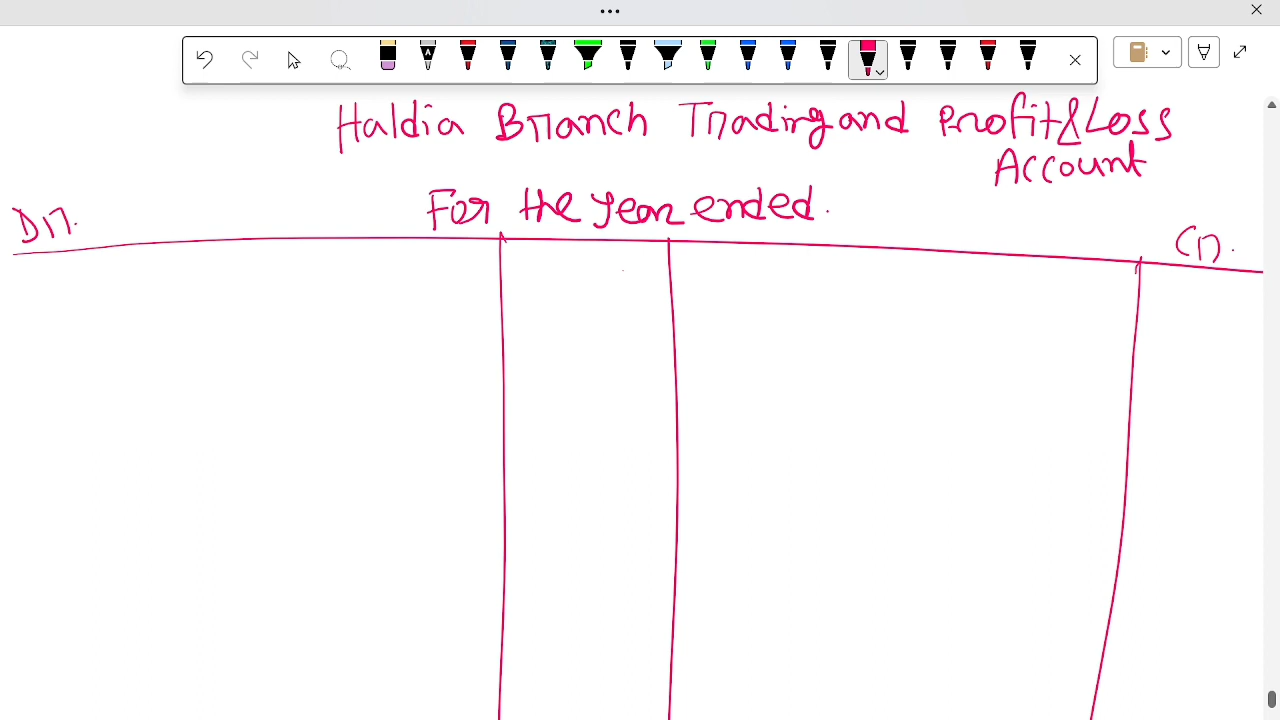 Haldia Branch Trading and Profit & Loss
Account
For the year ended.
Dr.
Cr.